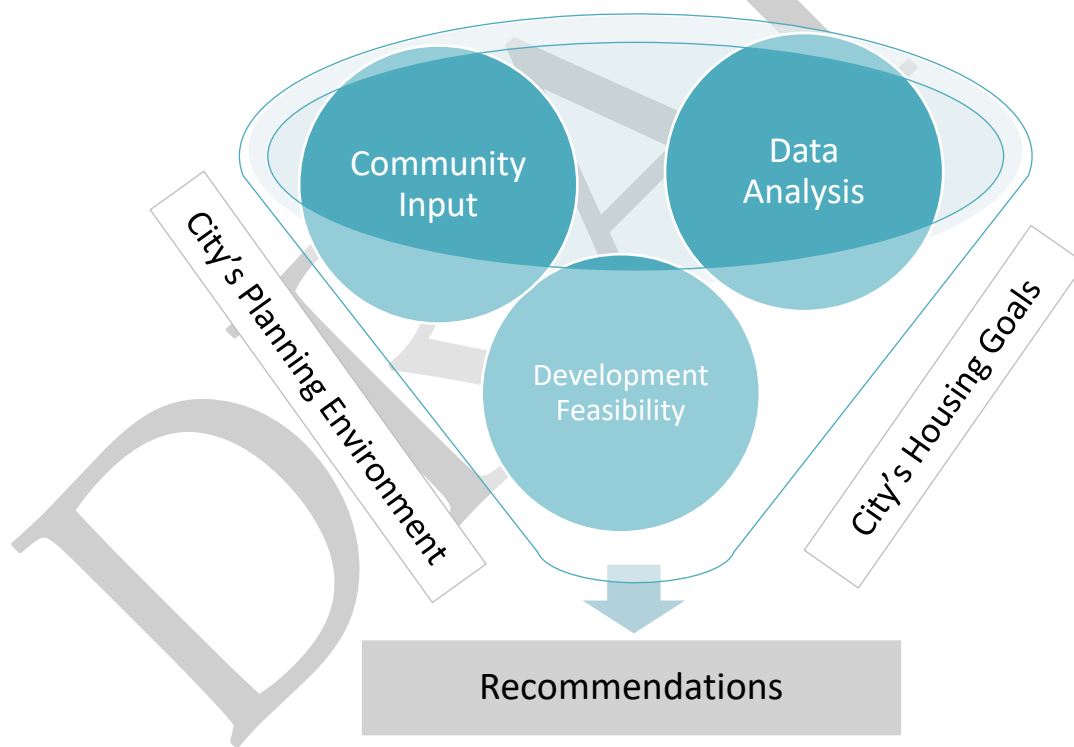 Community
Input
Data
Analysis
City's Planning Environment
Development
Feasibility
City's Housing Goals
Recommendations